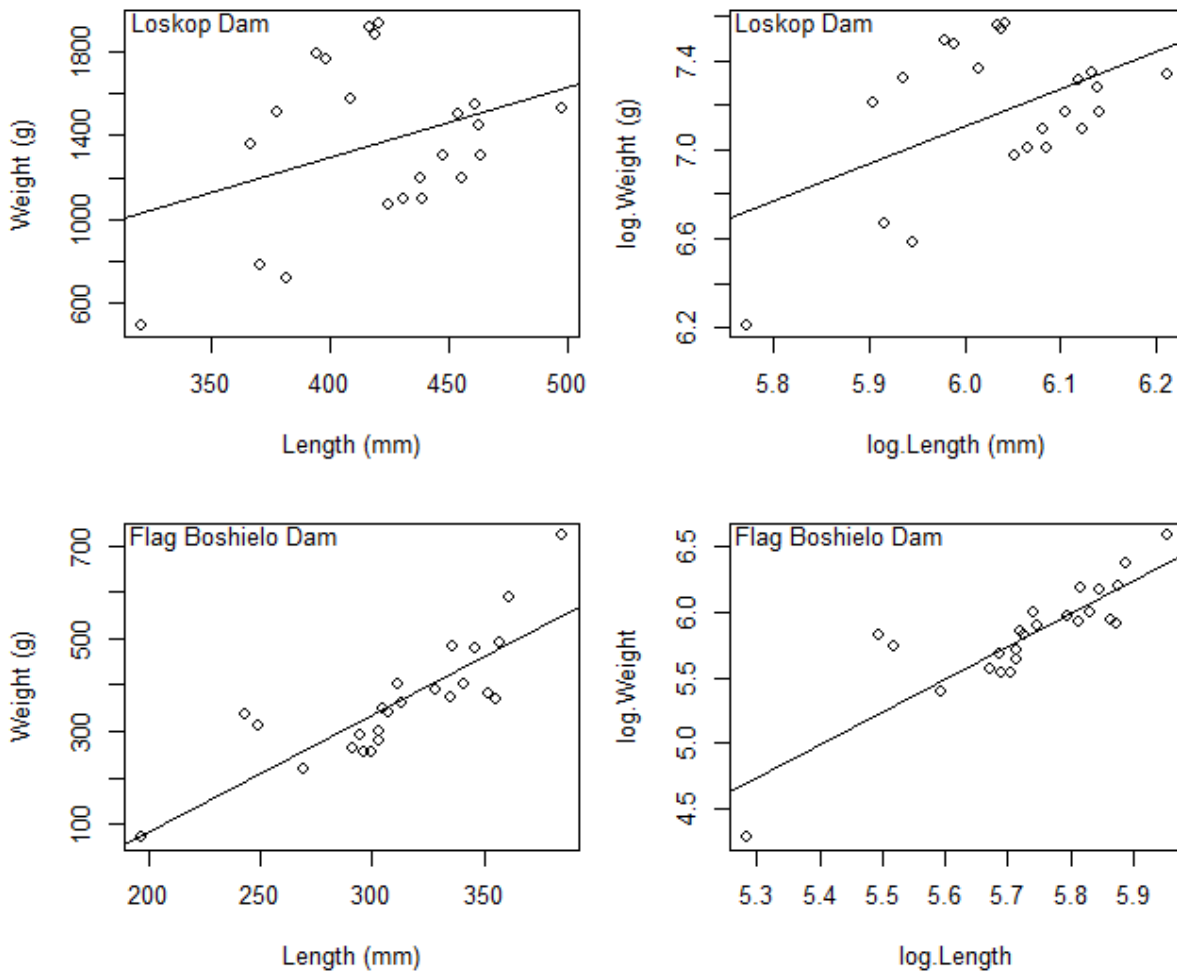 Loskop Dam
Weight (g)
1800
1400
1000
600
350 400 450 500
Length (mm)
Loskop Dam
log.Weight (g)
7.4
7.0
6.6
6.2
5.8 5.9 6.0 6.1 6.2
log.Length (mm)
Flag Boshielo Dam
Weight (g)
700
500
300
100
200 250 300 350
Length (mm)
Flag Boshielo Dam
log.Weight
6.5
6.0
5.5
5.0
4.5
5.3 5.4 5.5 5.6 5.7 5.8 5.9
log.Length